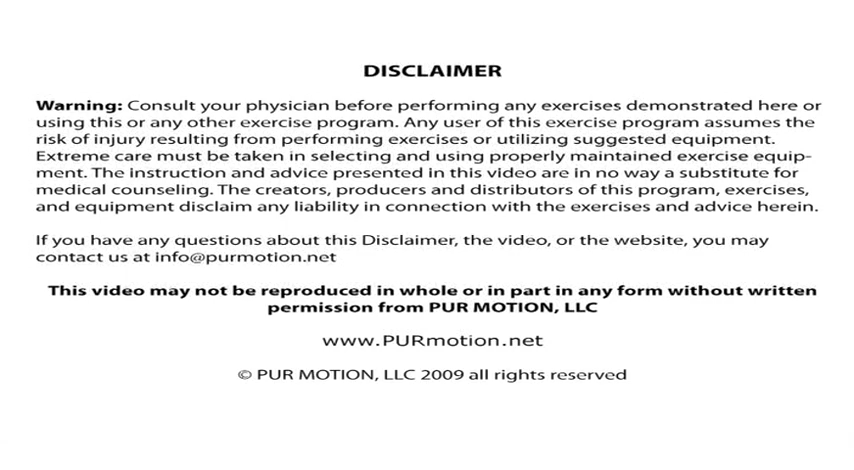 DISCLAIMER
Warning: Consult your physician before performing any exercises demonstrated here or
using this or any other exercise program. Any user of this exercise program assumes the
risk of injury resulting from performing exercises or utilizing suggested equipment.
Extreme care must be taken in selecting and using properly maintained exercise equip-
ment. The instruction and advice presented in this video are in no way a substitute for
medical counseling. The creators, producers and distributors of this program, exercises,
and equipment disclaim any liability in connection with the exercises and advice herein.
If you have any questions about this Disclaimer, the video, or the website, you may
contact us at info@purmotion.net
This video may not be reproduced in whole or in part in any form without written
permission from PUR MOTION, LLC
www.PURmotion.net
© PUR MOTION, LLC 2009 all rights reserved